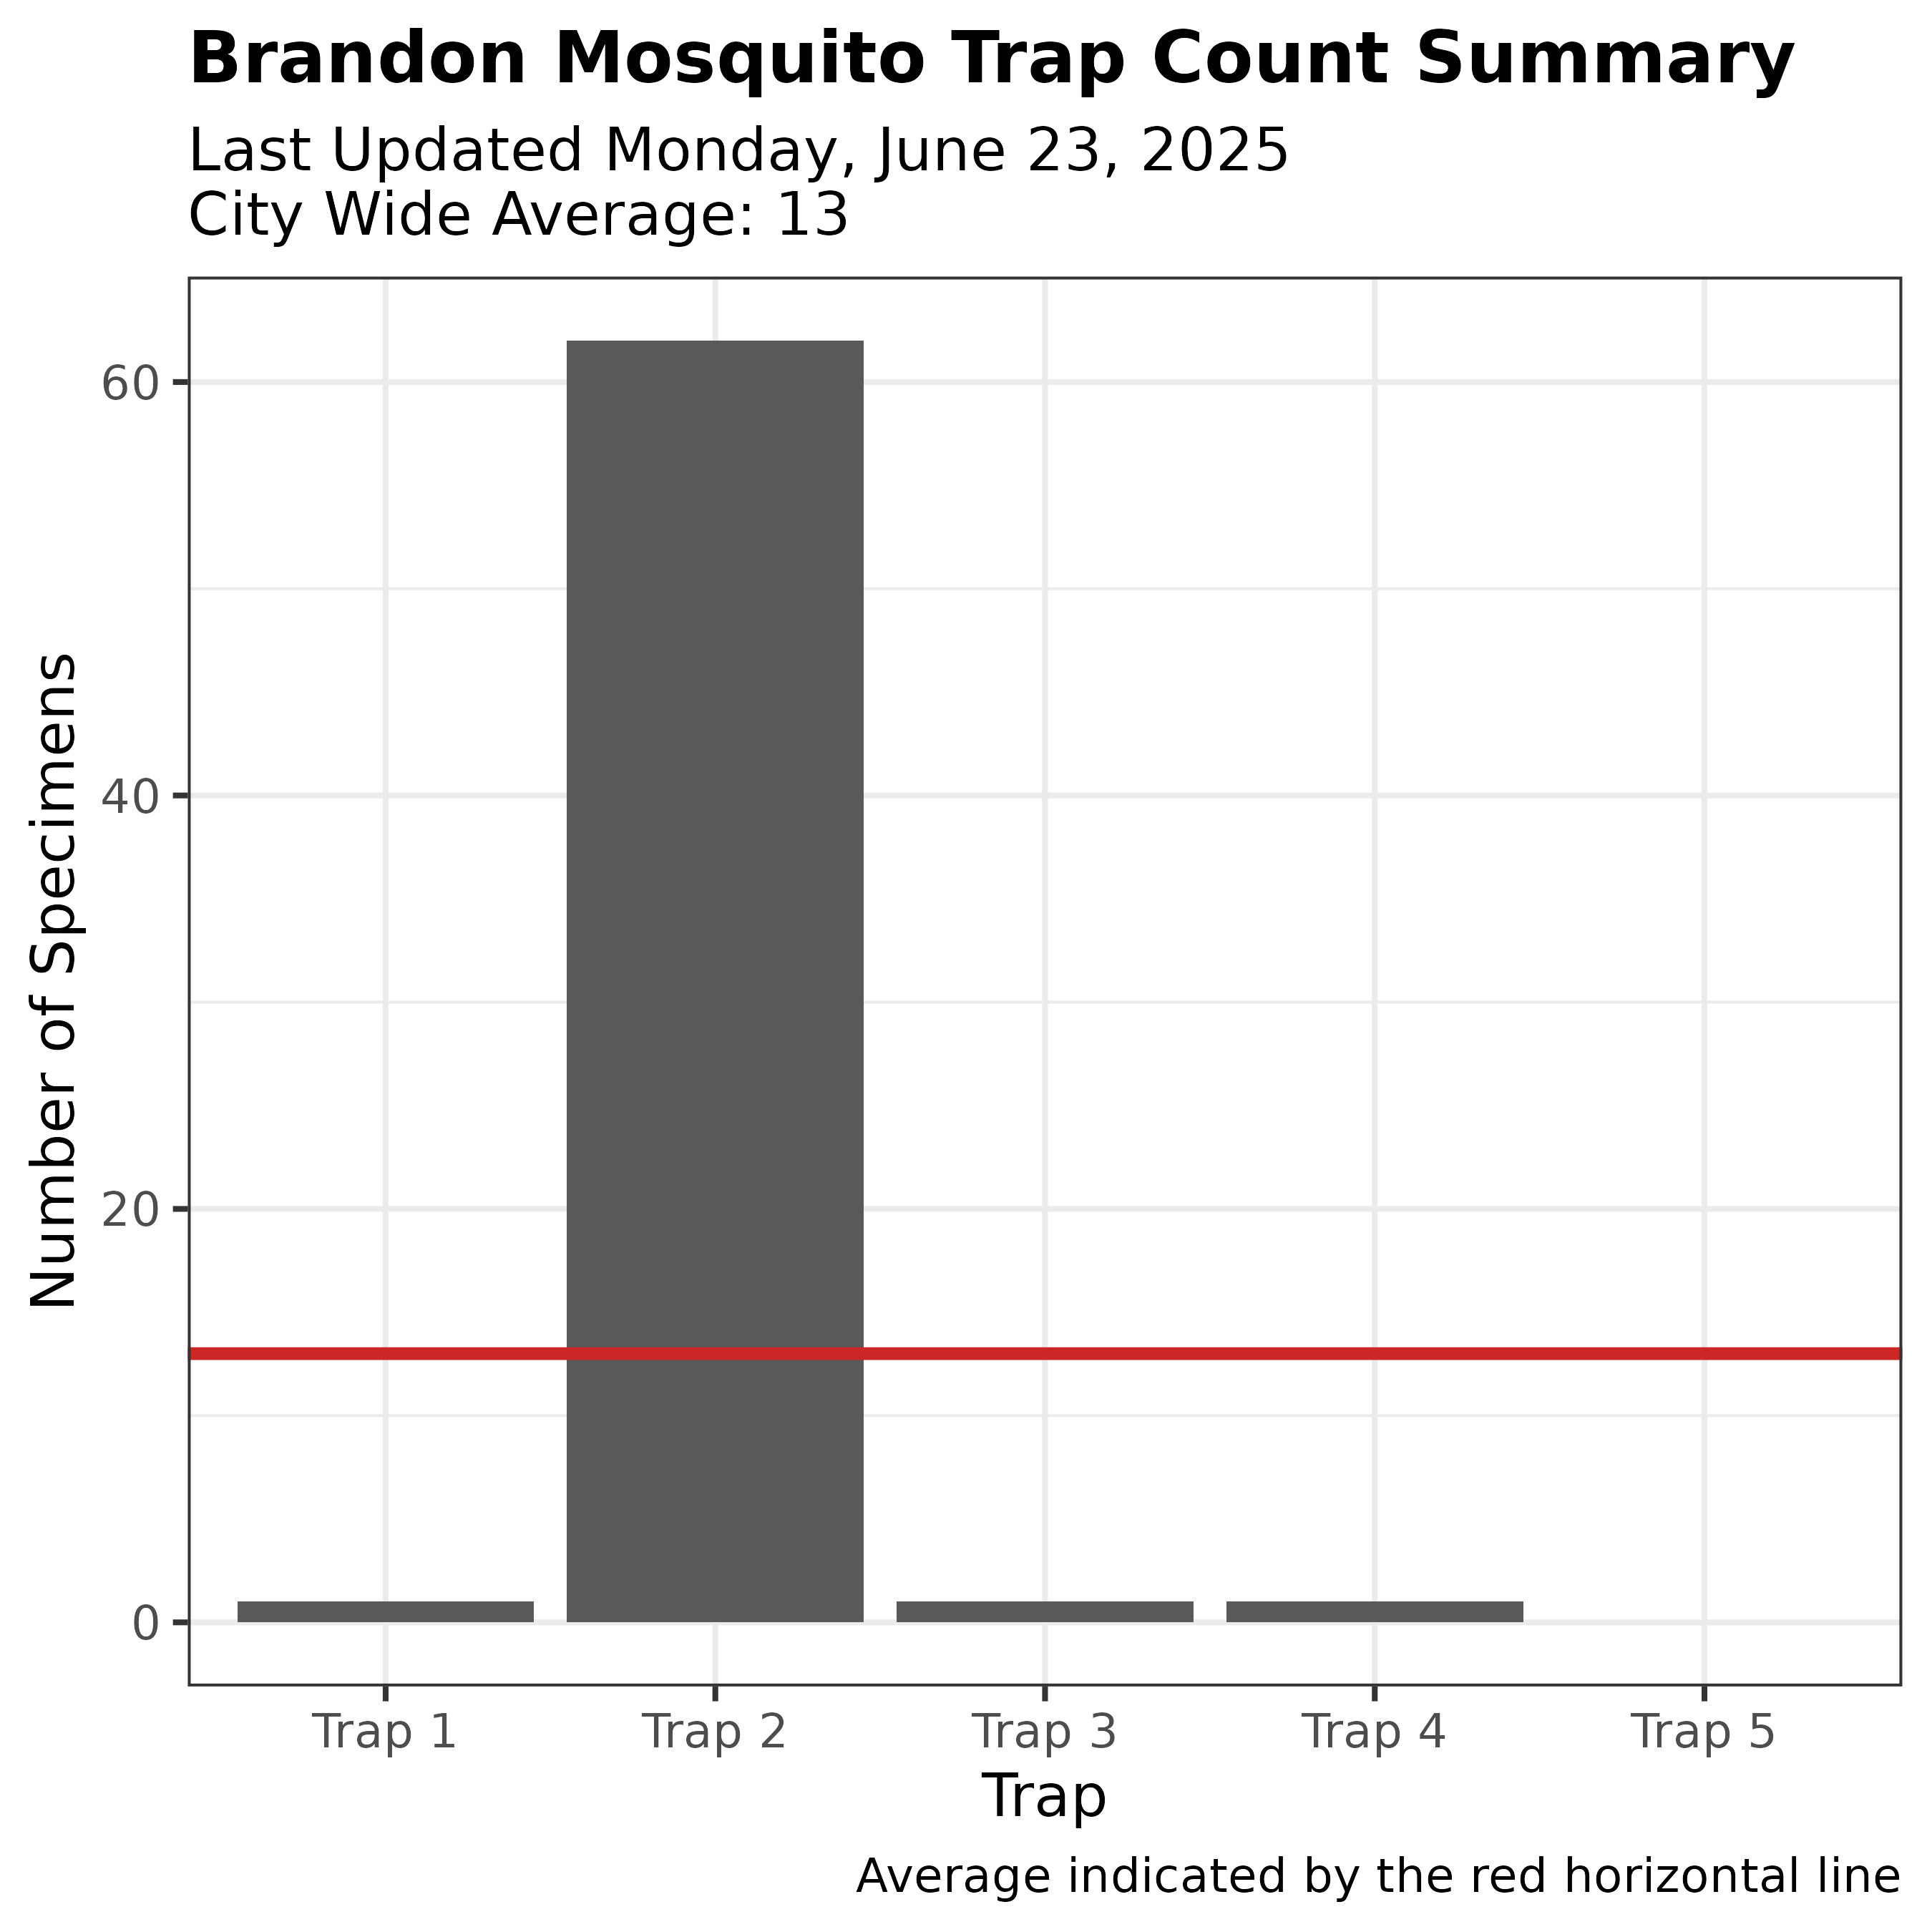 Brandon Mosquito Trap Count Summary
Last Updated Monday, June 23, 2025
City Wide Average: 13
Number of Specimens
60
40
20
0
Trap 1 Trap 2 Trap 3 Trap 4 Trap 5
Trap
Average indicated by the red horizontal line